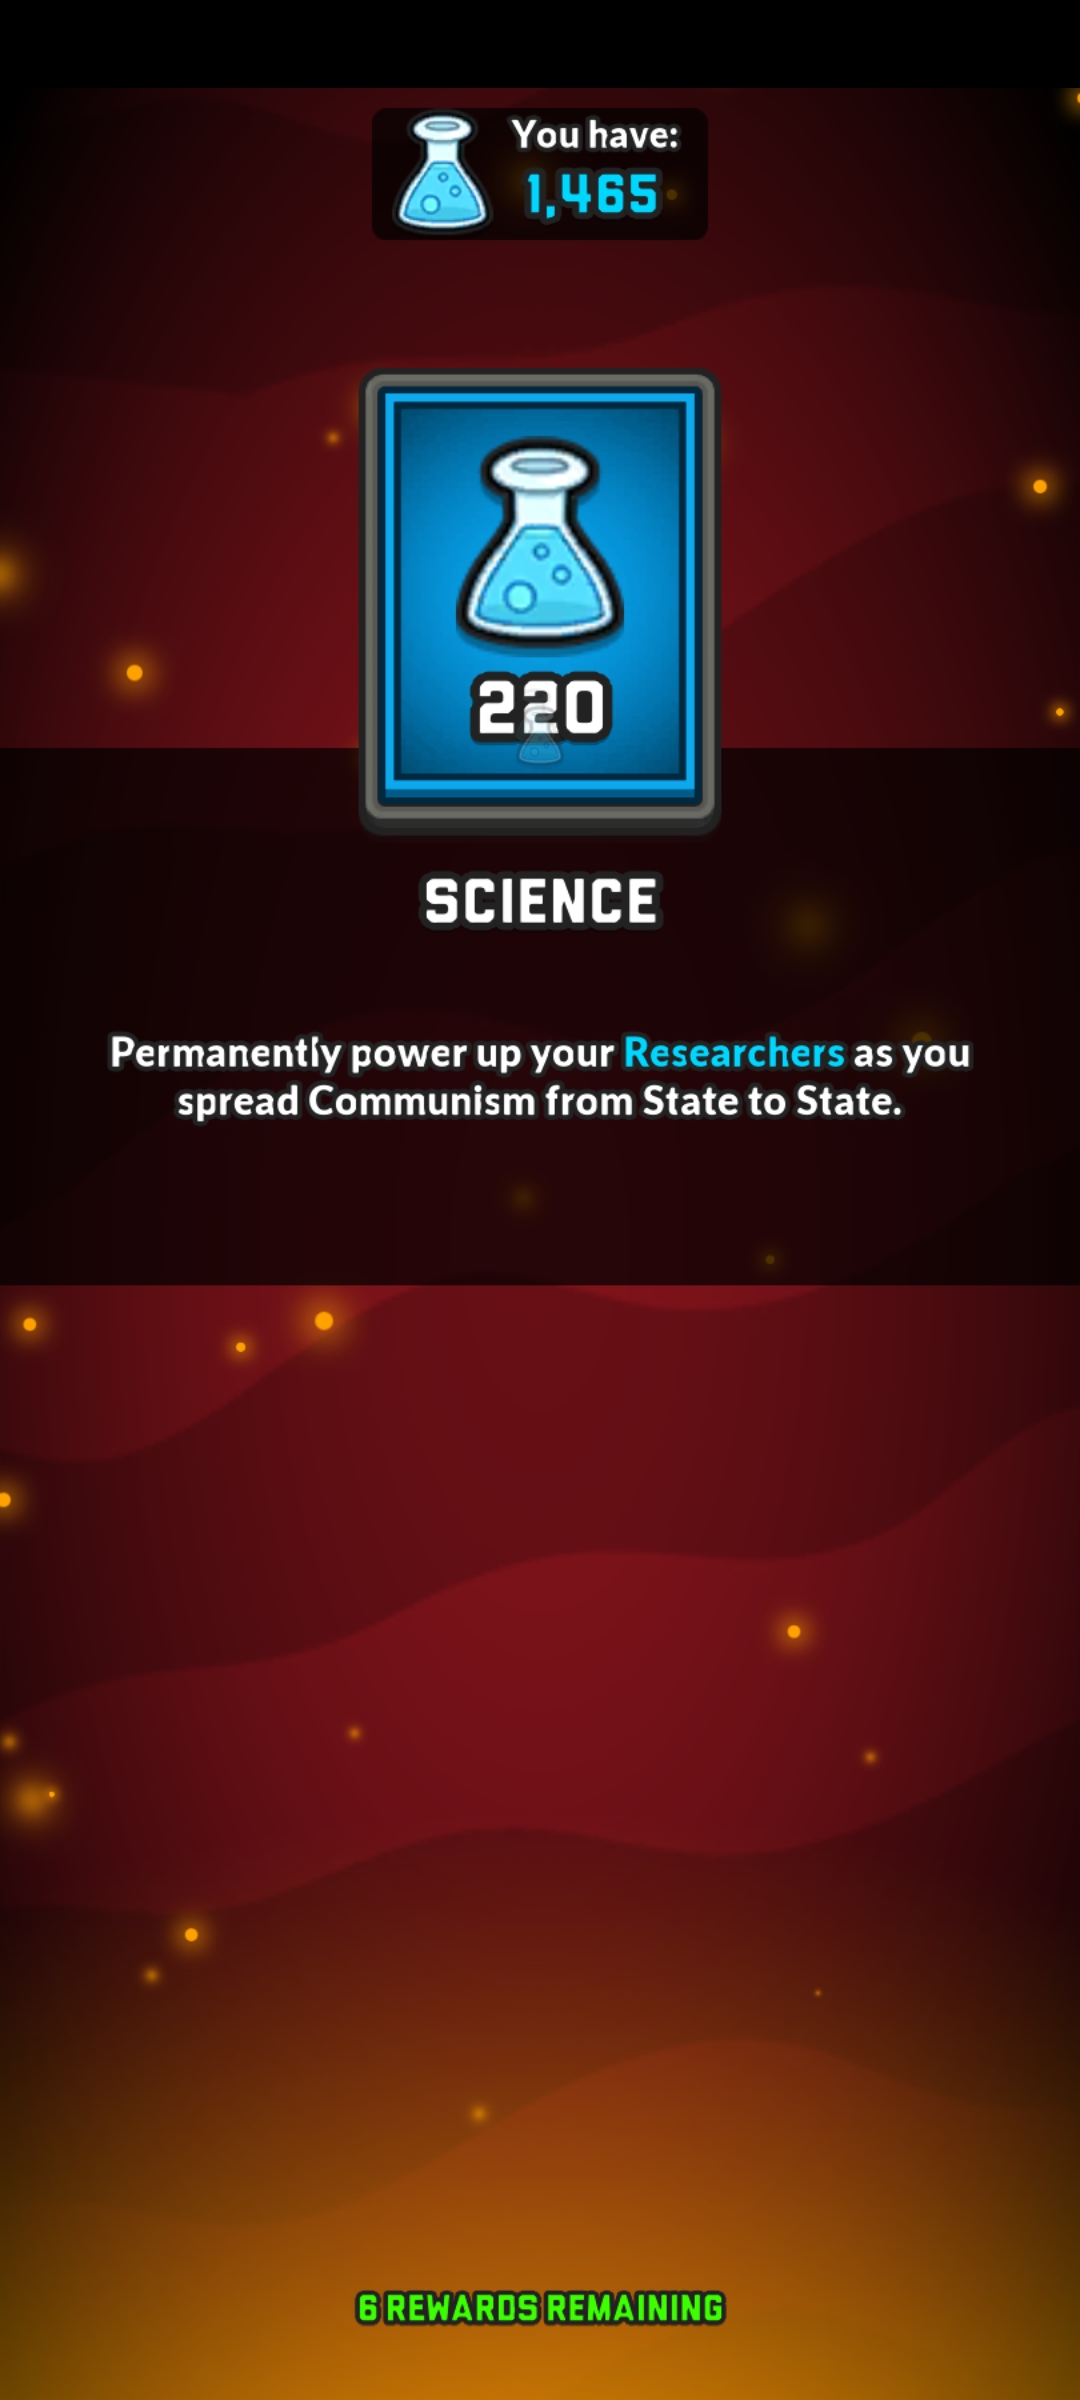 You have:
1,465
220
SCIENCE
Permanently power up your Researchers as you
spread Communism from State to State.
6 REWARDS REMAINING